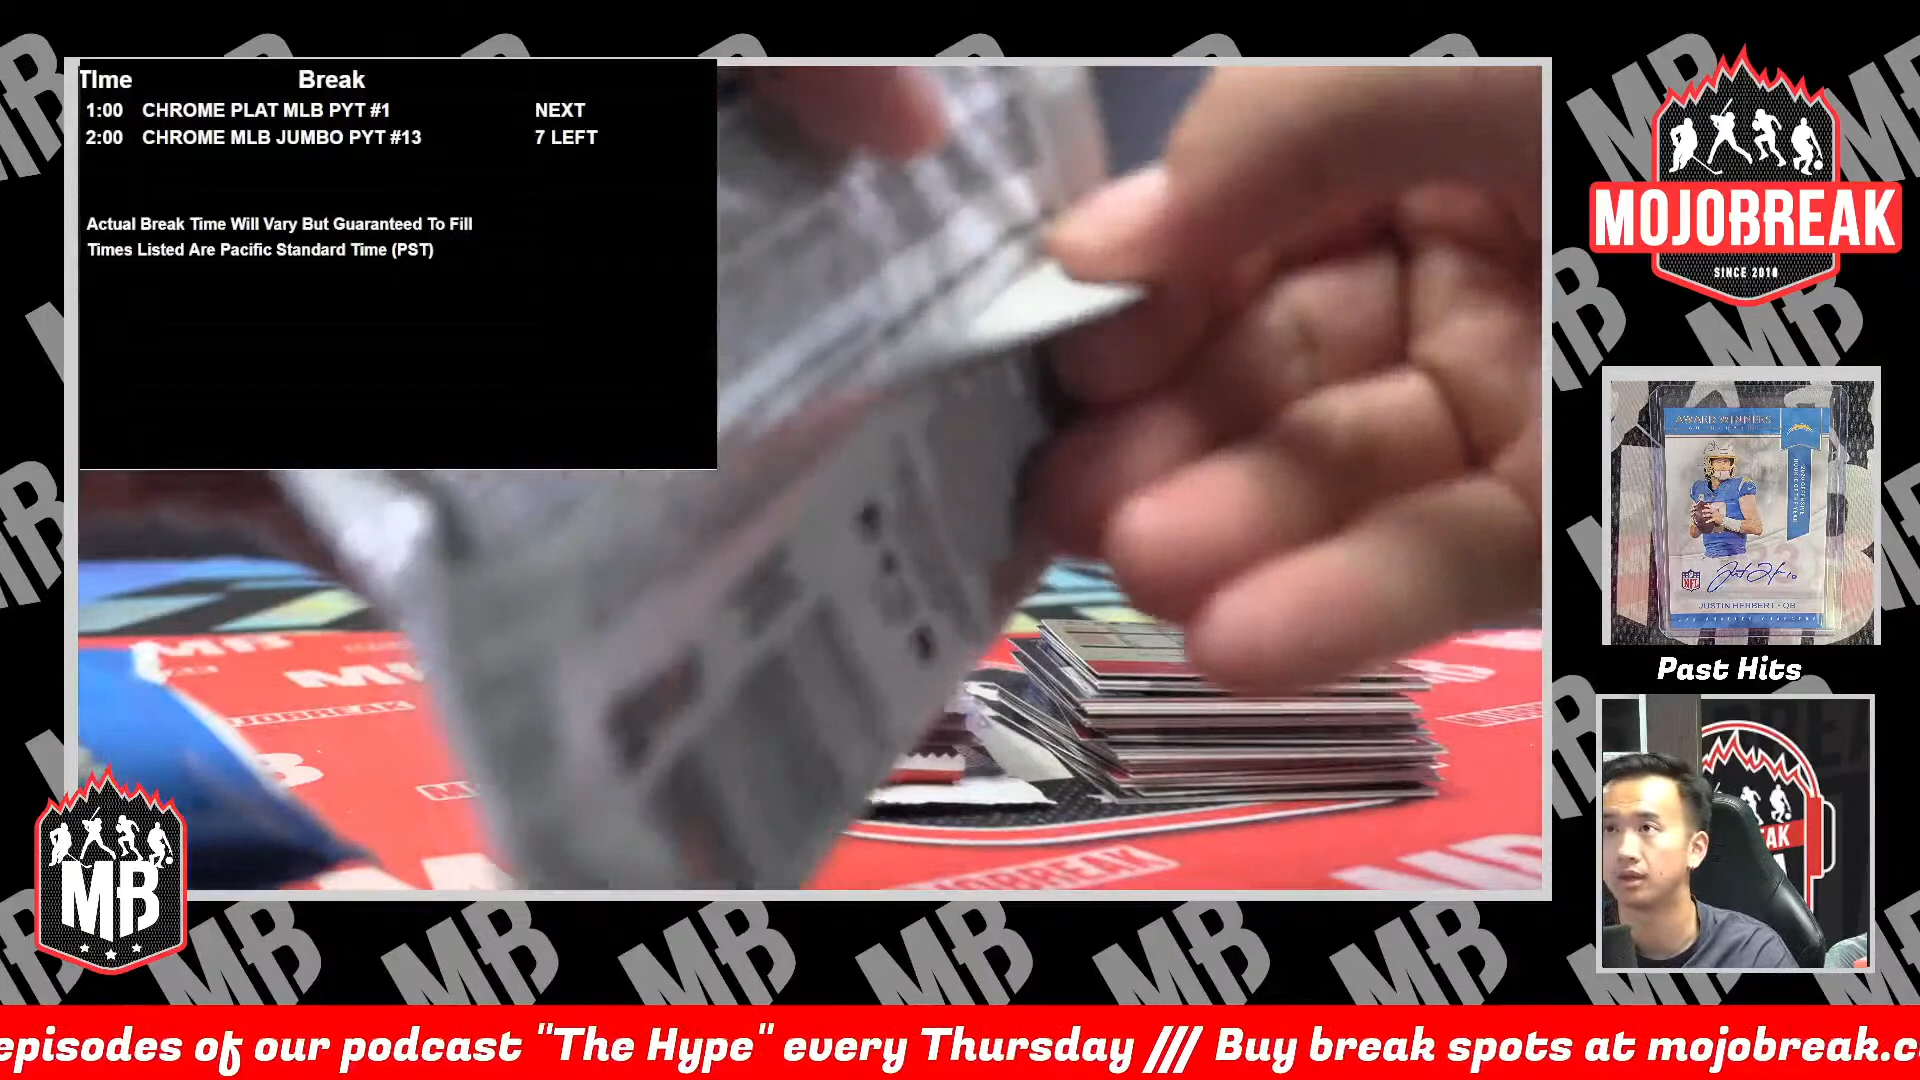 TIme Break
1:00 CHROME PLAT MLB PYT #1 NEXT
2:00 CHROME MLB JUMBO PYT #13 7 LEFT
Actual Break Time Will Vary But Guaranteed To Fill
Times Listed Are Pacific Standard Time (PST)
MOJOBREAK
SINCE 2010
AWARD WINNERS
JUSTIN HERBERT • QB
Past Hits
MB
MOJOBREAK
episodes of our podcast "The Hype" every Thursday /// Buy break spots at mojobreak.c